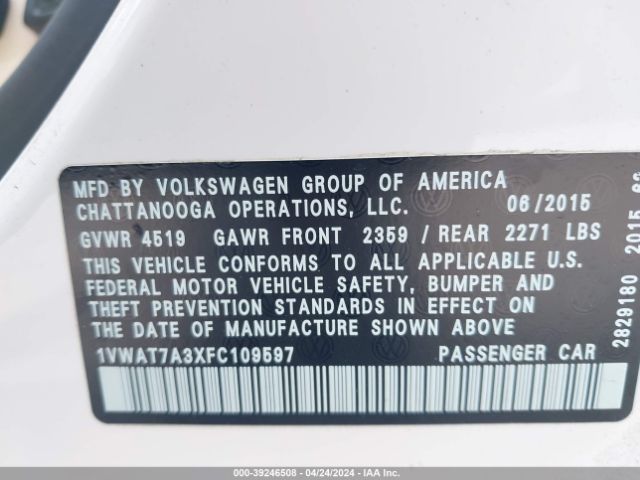 MFD BY VOLKSWAGEN GROUP OF AMERICA
CHATTANOOGA OPERATIONS, LLC. 06/2015
GVWR 4519 GAWR FRONT 2359 / REAR 2271 LBS
THIS VEHICLE CONFORMS TO ALL APPLICABLE U.S.
FEDERAL MOTOR VEHICLE SAFETY, BUMPER AND
THEFT PREVENTION STANDARDS IN EFFECT ON
THE DATE OF MANUFACTURE SHOWN ABOVE
1VWAT7A3XFC109597 PASSENGER CAR
2829180 2015
000-39246508 - 04/24/2024 - IAAI.COM